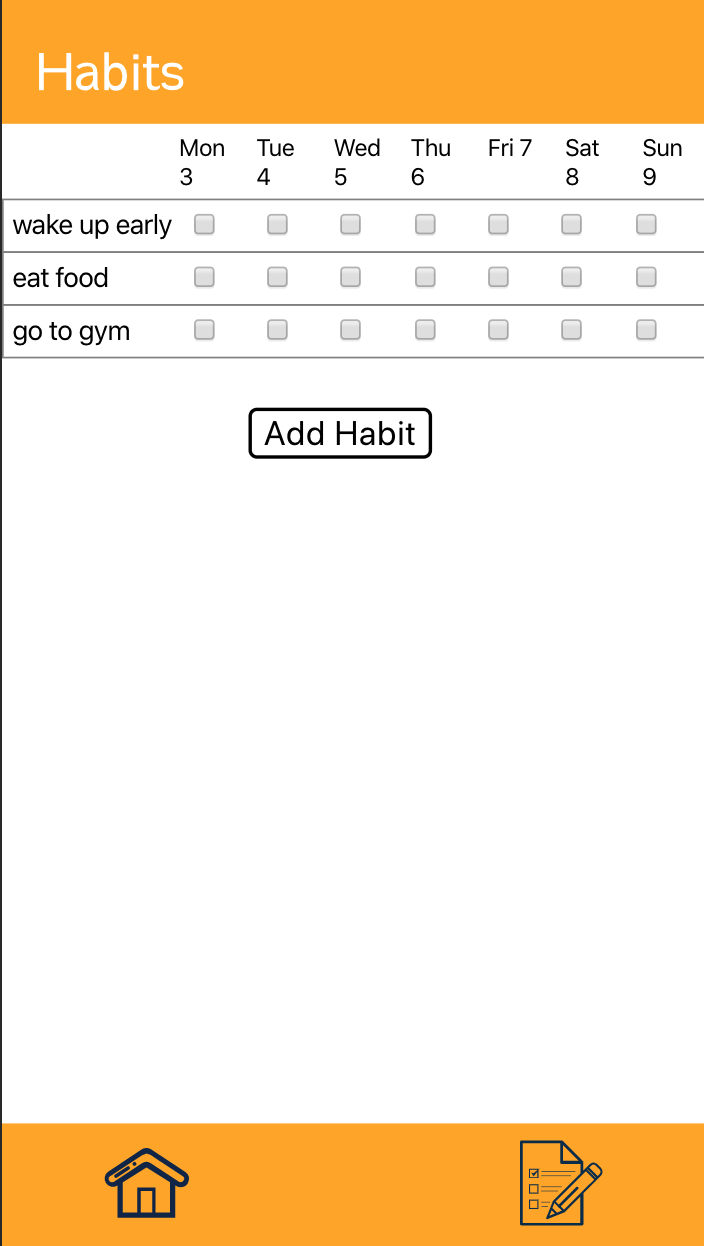 Habits
Mon Tue Wed Thu Fri 7 Sat Sun
3 4 5 6 8 9
wake up early
eat food
go to gym
Add Habit